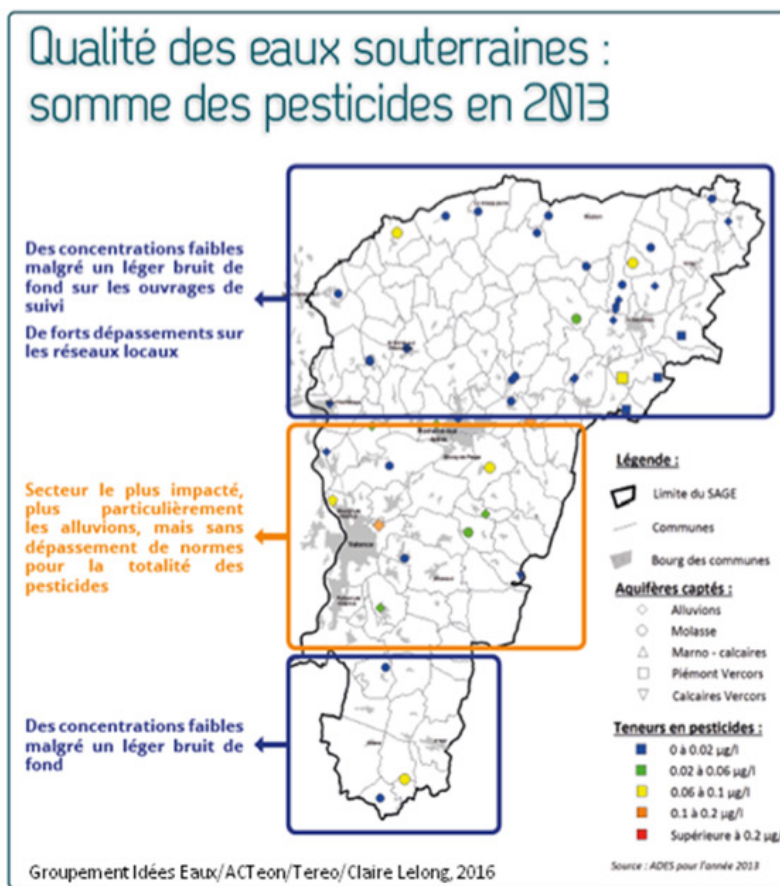 Qualité des eaux souterraines :
somme des pesticides en 2013
Des concentrations faibles
malgré un léger bruit de
fond sur les ouvrages de
suivi
De forts dépassements sur
les réseaux locaux
Secteur le plus impacté,
plus particulièrement
les alluvions, mais sans
dépassement de normes
pour la totalité des
pesticides
Des concentrations faibles
malgré un léger bruit de
fond
Valence
Légende :
Limite du SAGE
Communes
Bourg des communes
Aquifères captés :
Alluvions
Molasse
Marno - calcaires
Piémont Vercors
Calcaires Vercors
Teneurs en pesticides :
0 à 0.02 µg/l
0.02 à 0.06 µg/l
0.06 à 0.1 µg/l
0.1 à 0.2 µg/l
Supérieure à 0.2 µg/
Source : ADES pour l'année 2013
Groupement Idées Eaux/ACTeon/Tereo/Claire Lelong, 2016